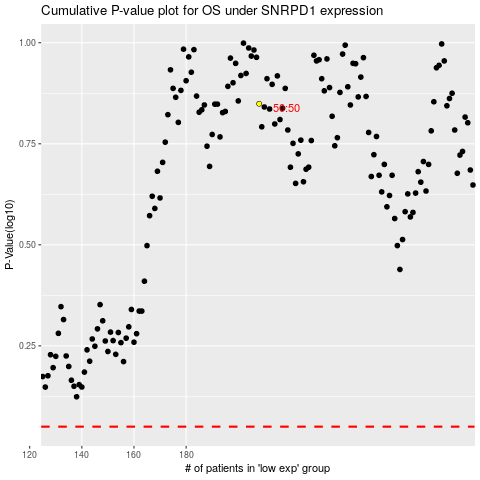 Cumulative P-value plot for OS under SNRPD1 expression
1.00
0.75
0.50
0.25
P-Value(log10)
50:50
120 140 160 180
# of patients in 'low exp' group